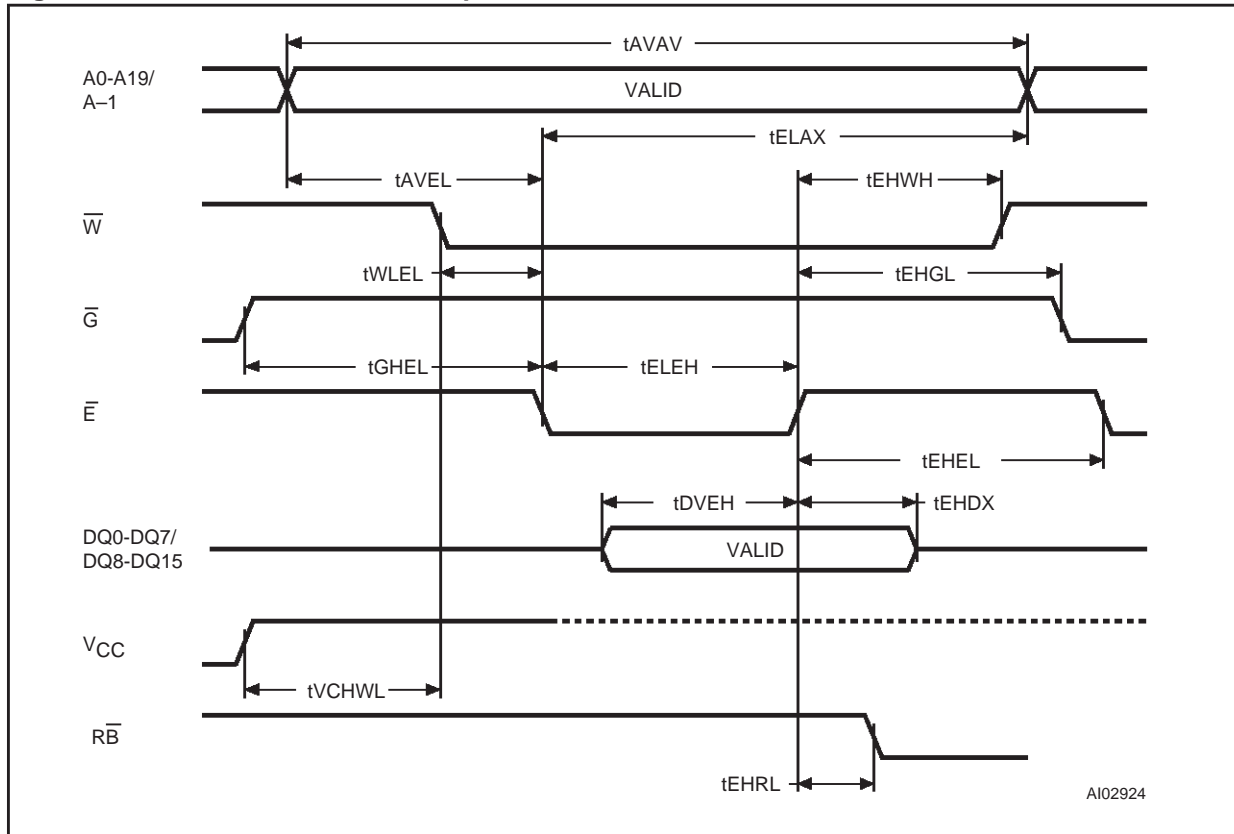 tAVAV
A0-A19/
A–1
VALID
tELAX
tAVEL
tEHWH
W̅
tWLEL
tEHGL
G̅
tGHEL
tELEH
E̅
tEHEL
tDVEH
tEHDX
DQ0-DQ7/
DQ8-DQ15
VALID
VCC
tVCHWL
RB̅
tEHRL
AI02924